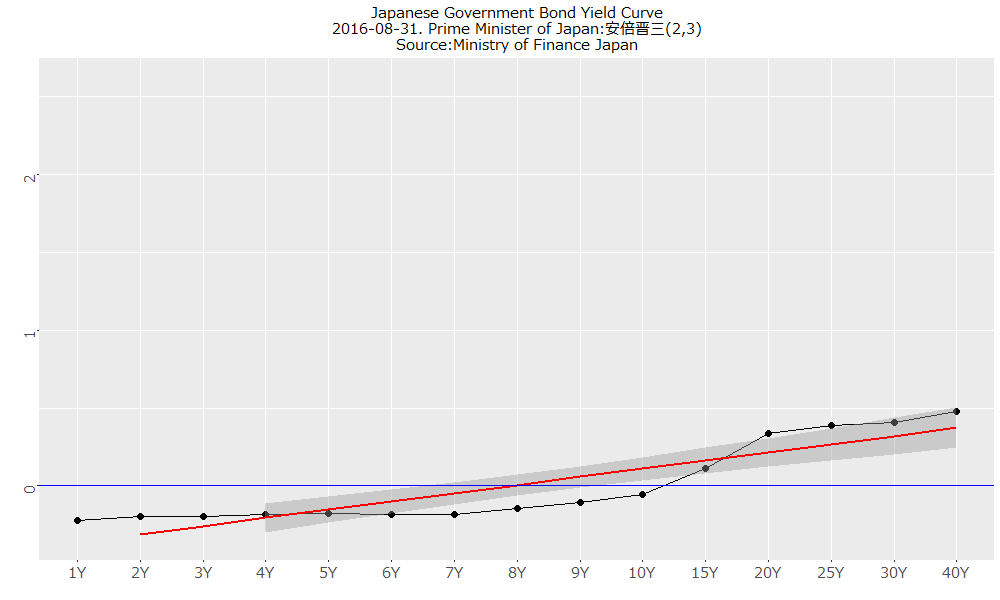 Japanese Government Bond Yield Curve
2016-08-31. Prime Minister of Japan:安倍晋三(2,3)
Source:Ministry of Finance Japan
2
1
0
1Y 2Y 3Y 4Y 5Y 6Y 7Y 8Y 9Y 10Y 15Y 20Y 25Y 30Y 40Y